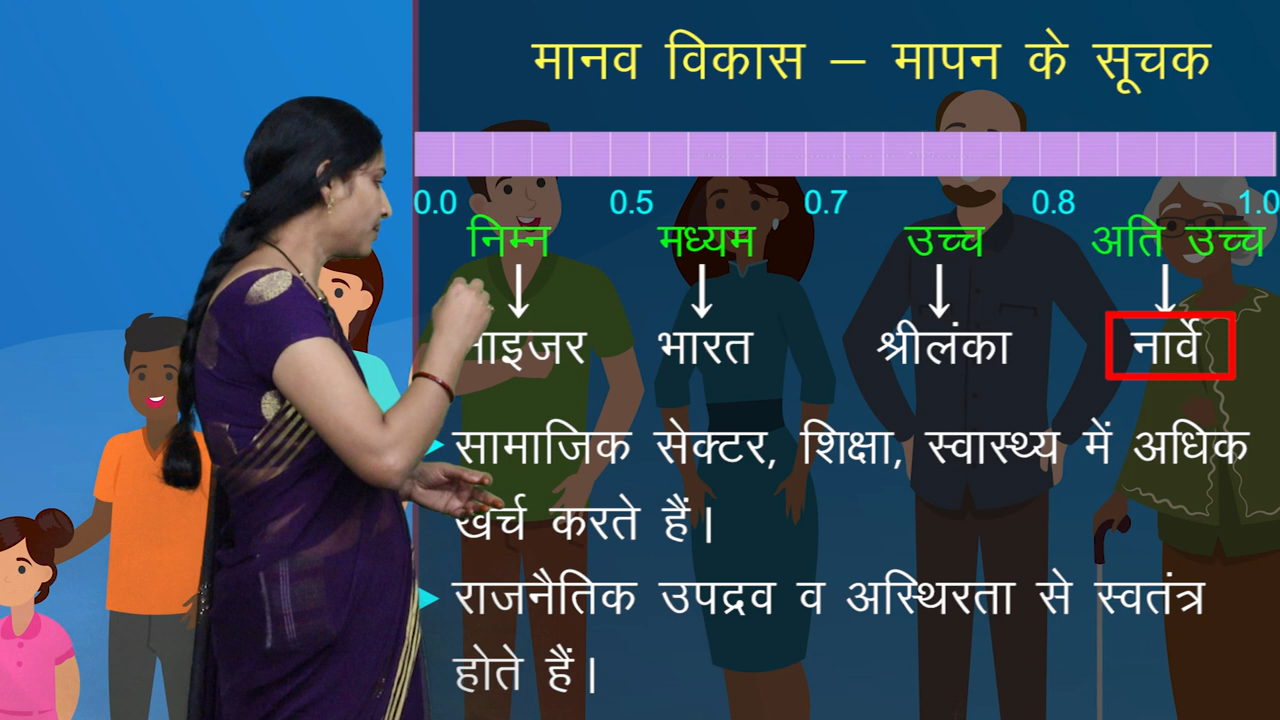 मानव विकास – मापन के सूचक
0.0 0.5 0.7 0.8 1.0
निम्न मध्यम उच्च अति उच्च
भारत श्रीलंका नार्वे
सामाजिक सेक्टर, शिक्षा, स्वास्थ्य में अधिक
खर्च करते हैं।
राजनैतिक उपद्रव व अस्थिरता से स्वतंत्र
होते हैं।